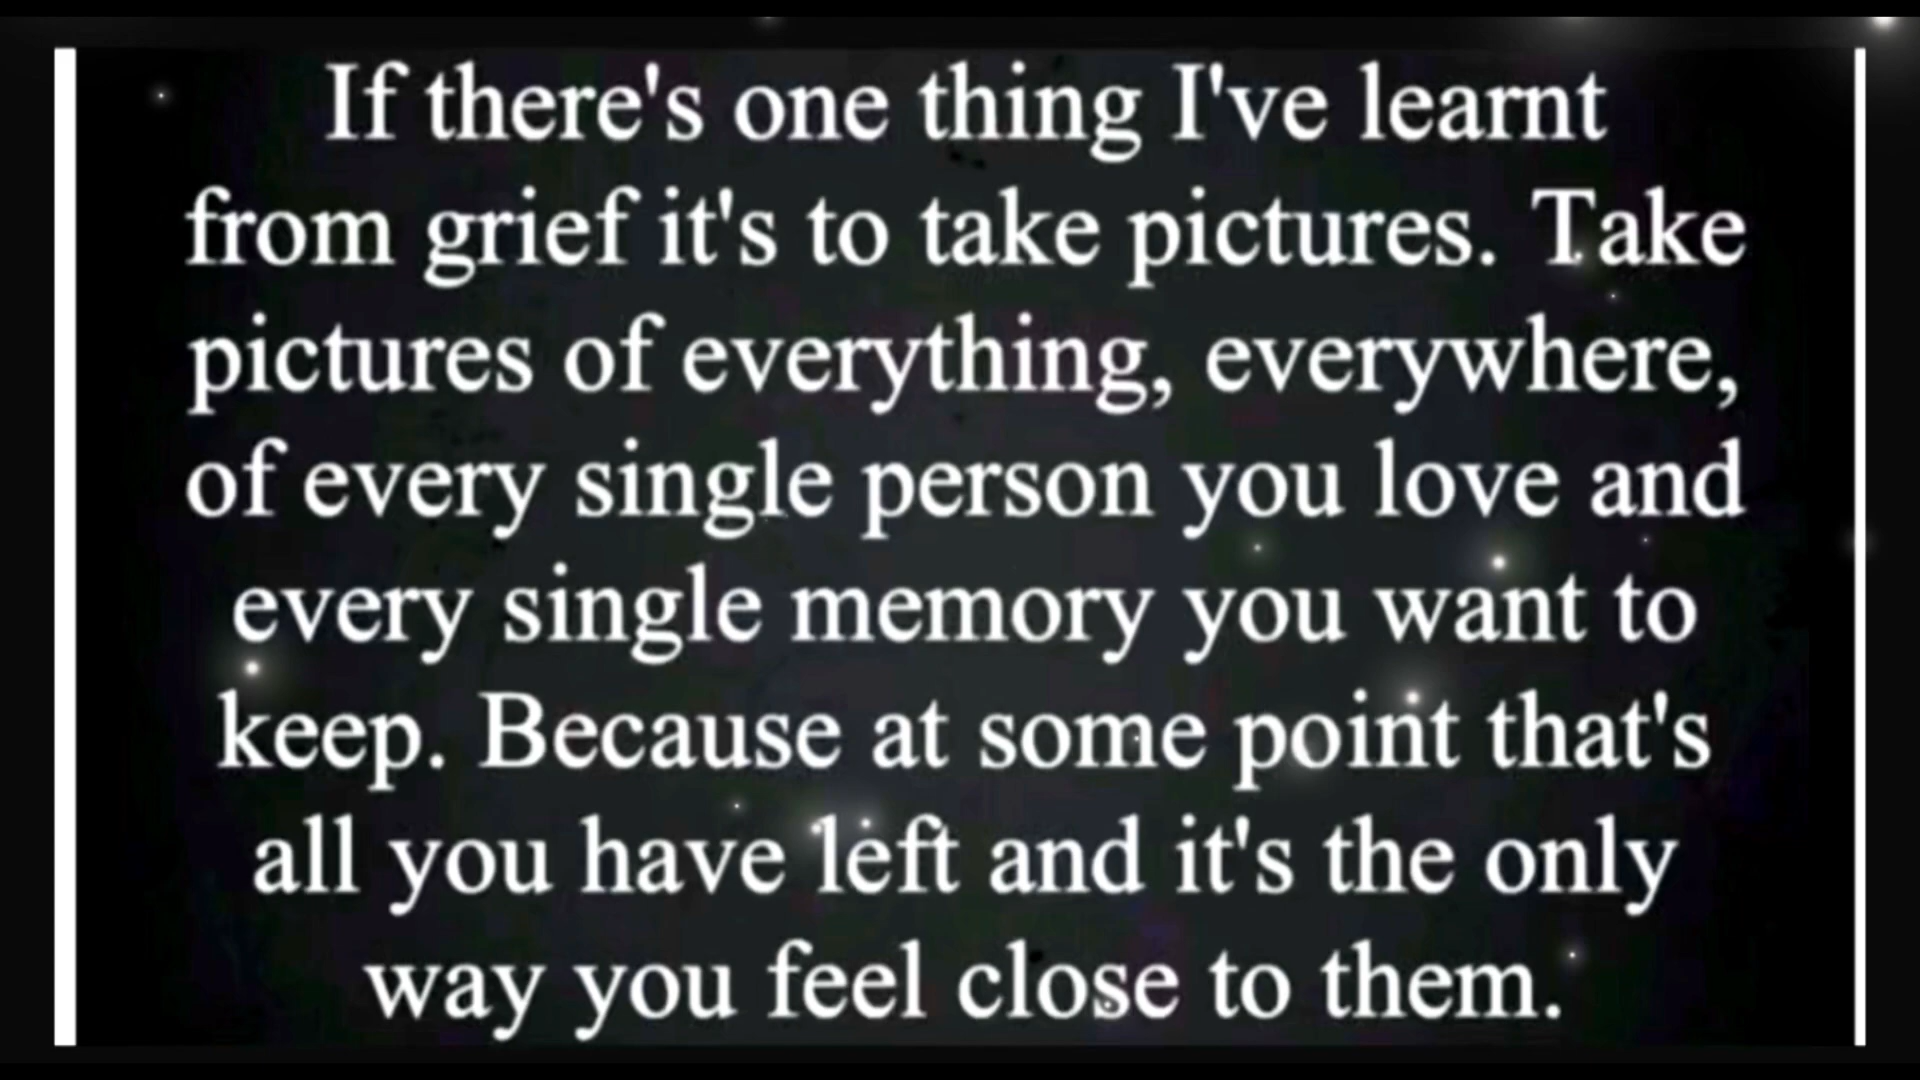 If there's one thing I've learnt
from grief it's to take pictures. Take
pictures of everything, everywhere,
of every single person you love and
every single memory you want to
keep. Because at some point that's
all you have left and it's the only
way you feel close to them.